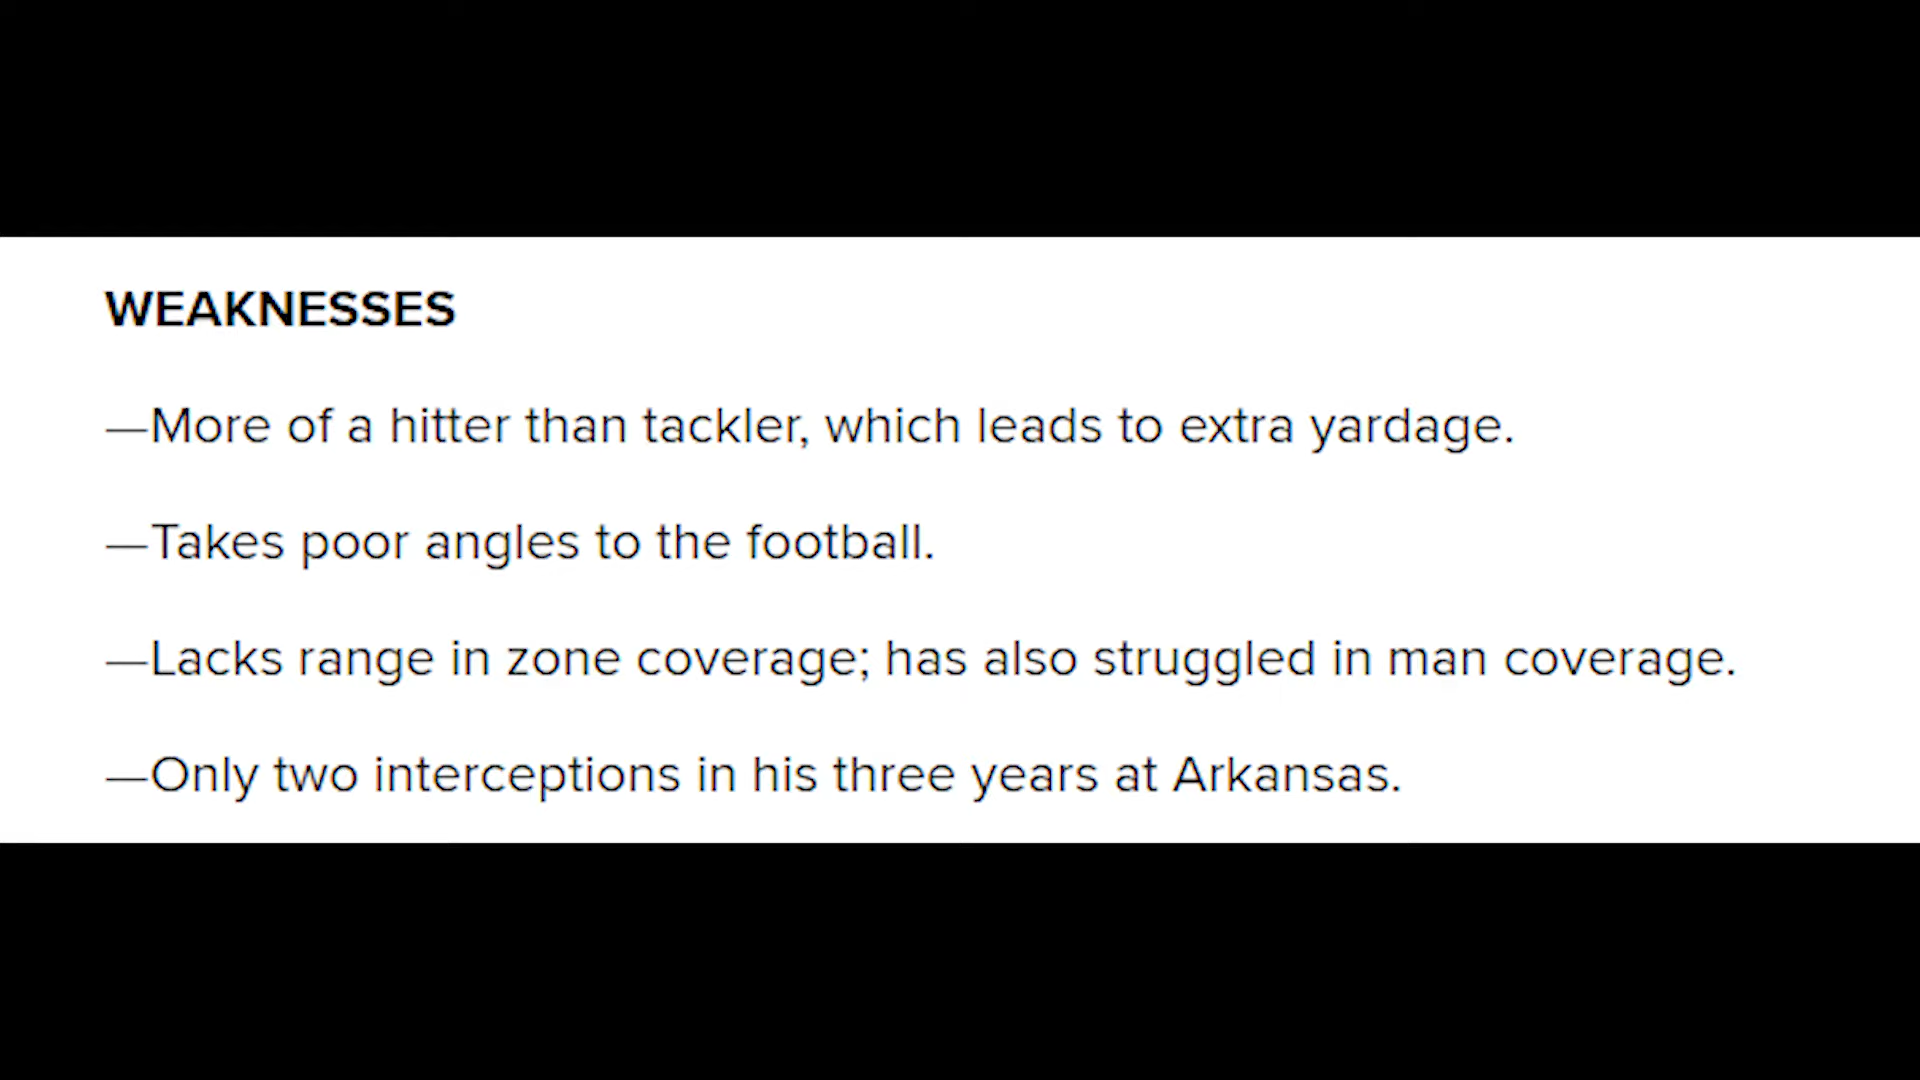 WEAKNESSES
—More of a hitter than tackler, which leads to extra yardage.
—Takes poor angles to the football.
—Lacks range in zone coverage; has also struggled in man coverage.
—Only two interceptions in his three years at Arkansas.